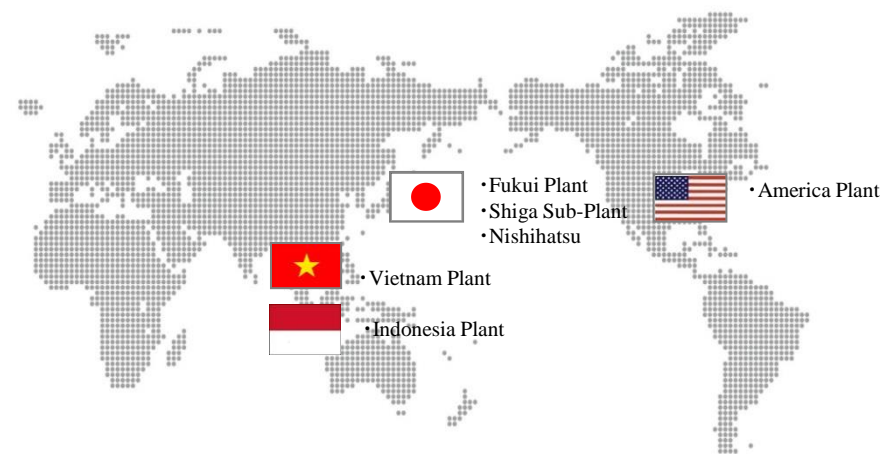 ・Fukui Plant
・Shiga Sub-Plant
・Nishihatsu
・America Plant
・Vietnam Plant
・Indonesia Plant